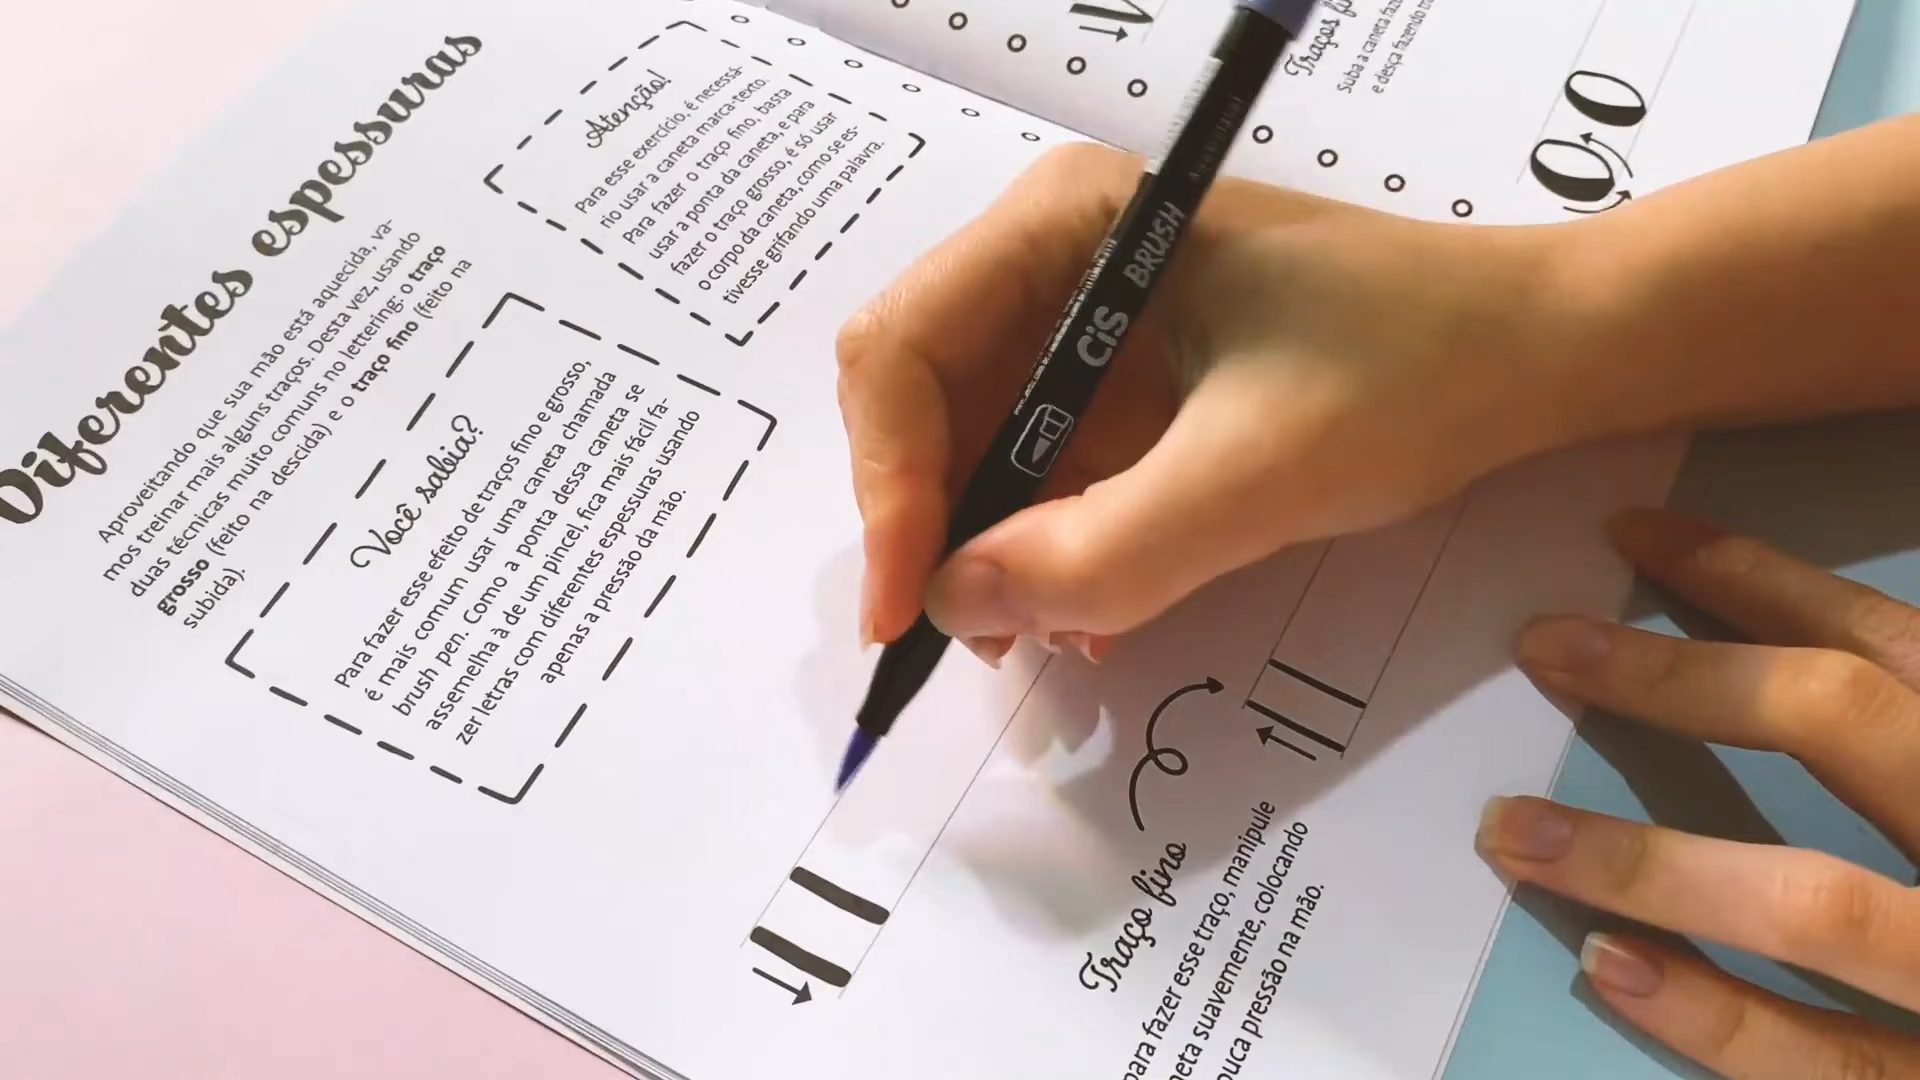 Diferentes espessuras
Aproveitando que sua mão está aquecida, va-
mos treinar mais alguns traços. Desta vez, usando
duas técnicas muito comuns no lettering: o traço
grosso (feito na descida) e o traço fino (feito na
subida).
Atenção!
Para esse exercício, é necessá-
rio usar a caneta marca-texto.
Para fazer o traço fino, basta
usar a ponta da caneta, e para
fazer o traço grosso, é só usar
o corpo da caneta, como se es-
tivesse grifando uma palavra.
Você sabia?
Para fazer esse efeito de traços fino e grosso,
é mais comum usar uma caneta chamada
brush pen. Como a ponta dessa caneta se
assemelha à de um pincel, fica mais fácil fa-
zer letras com diferentes espessuras usando
apenas a pressão da mão.
CiS BRUSH
Traço fino
para fazer esse traço, manipule
suavemente, colocando
pressão na mão.
Traços
Suba a caneta
e desça fazendo
O O